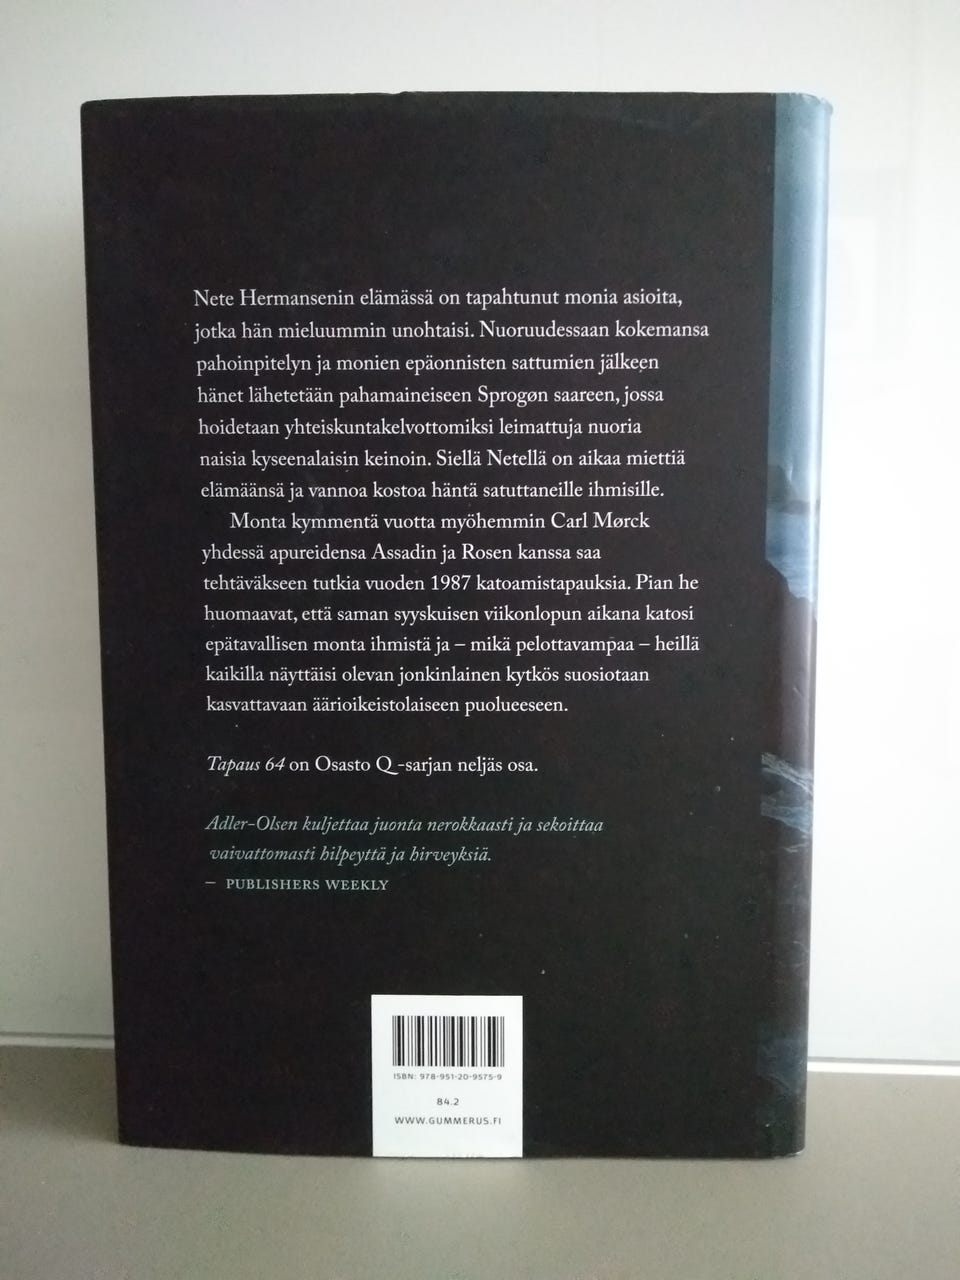 Nete Hermansenin elämässä on tapahtunut monia asioita,
jotka hän mieluummin unohtaisi. Nuoruudessaan kokemansa
pahoinpitelyn ja monien epäonnisten sattumien jälkeen
hänet lähetetään pahamaineiseen Sprogøn saareen, jossa
hoidetaan yhteiskuntakelvottomiksi leimattuja nuoria
naisia kyseenalaisin keinoin. Siellä Netellä on aikaa miettiä
elämäänsä ja vannoa kostoa häntä satuttaneille ihmisille.
Monta kymmentä vuotta myöhemmin Carl Mørck
yhdessä apureidensa Assadin ja Rosen kanssa saa
tehtäväkseen tutkia vuoden 1987 katoamistapauksia. Pian he
huomaavat, että saman syyskuisen viikonlopun aikana katosi
epätavallisen monta ihmistä ja – mikä pelottavampaa – heillä
kaikilla näyttäisi olevan jonkinlainen kytkös suosiotaan
kasvattavaan äärioikeistolaiseen puolueeseen.
Tapaus 64 on Osasto Q -sarjan neljäs osa.
Adler-Olsen kuljettaa juonta nerokkaasti ja sekoittaa
vaivattomasti hilpeyttä ja hirveyksiä.
– PUBLISHERS WEEKLY
ISBN: 978-951-20-9575-9
84.2
WWW.GUMMERUS.FI